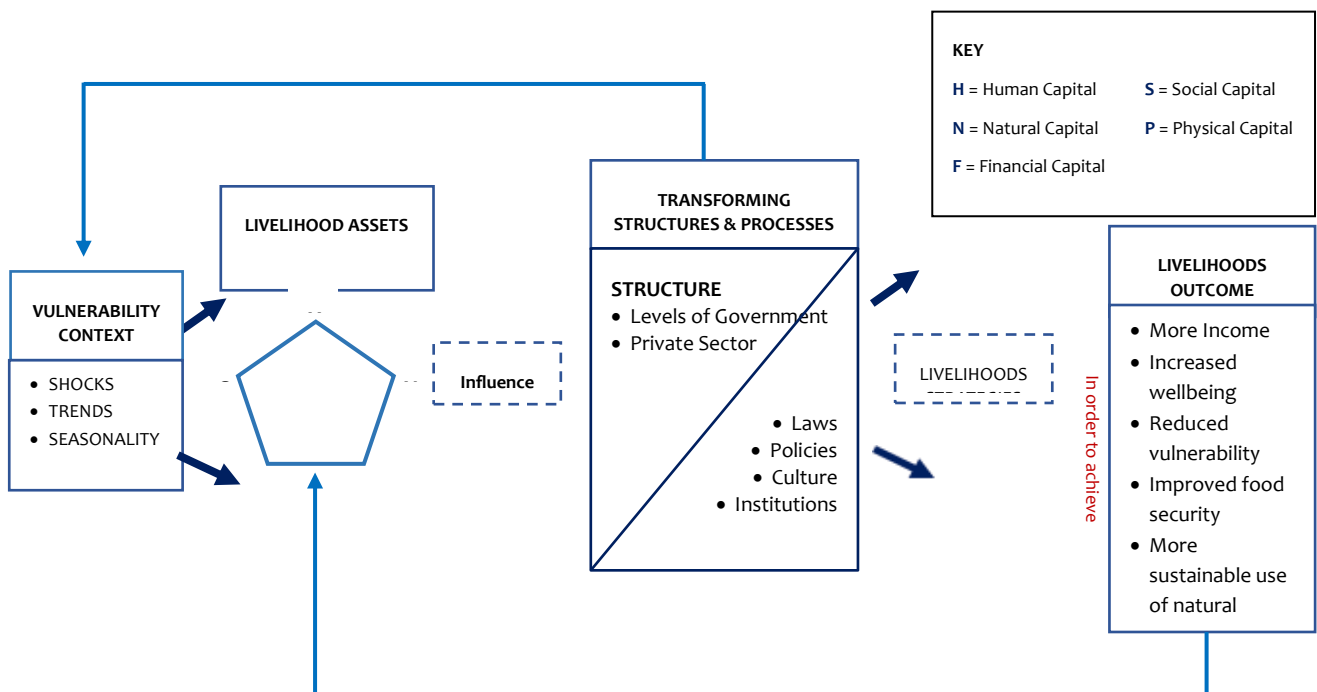 KEY
H = Human Capital
S = Social Capital
N = Natural Capital
P = Physical Capital
F = Financial Capital
LIVELIHOOD ASSETS
TRANSFORMING
STRUCTURES & PROCESSES
LIVELIHOODS
OUTCOME
VULNERABILITY
CONTEXT
• SHOCKS
• TRENDS
• SEASONALITY
Influence
STRUCTURE
• Levels of Government
• Private Sector
• Laws
• Policies
• Culture
• Institutions
LIVELIHOODS
In order to achieve
• More Income
• Increased
wellbeing
• Reduced
vulnerability
• Improved food
security
• More
sustainable use
of natural